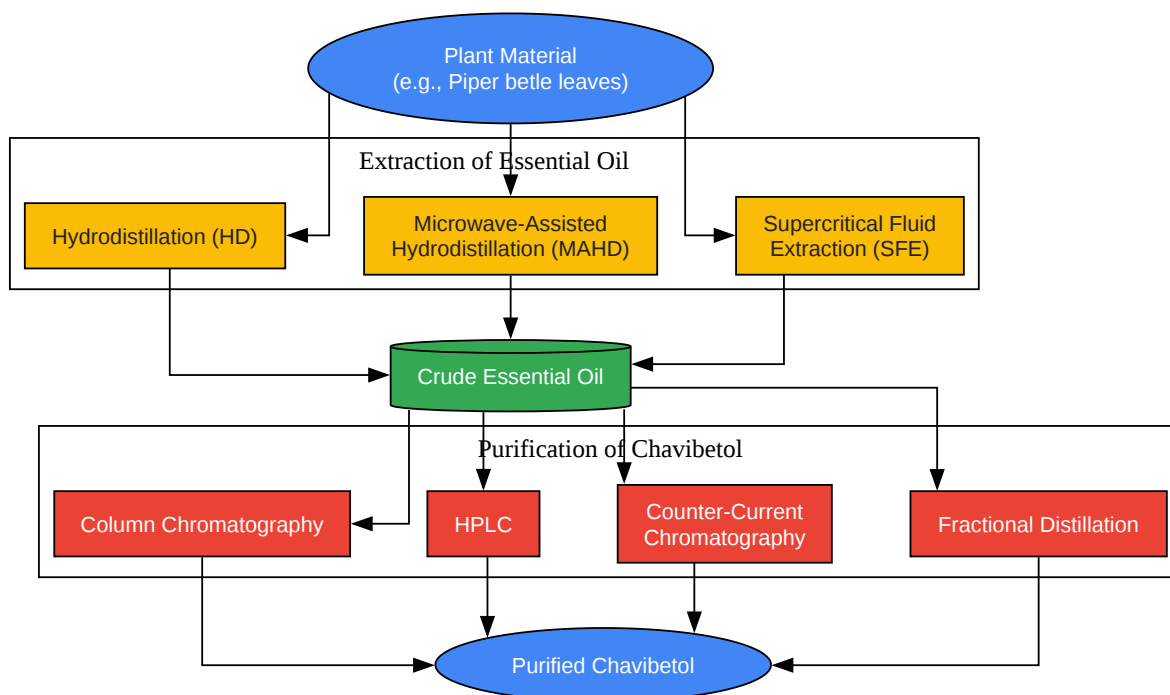 Plant Material
(e.g., Piper betle leaves)
Extraction of Essential Oil
Hydrodistillation (HD)
Microwave-Assisted
Hydrodistillation (MAHD)
Supercritical Fluid
Extraction (SFE)
Crude Essential Oil
Purification of Chavibetol
Column Chromatography
HPLC
Counter-Current
Chromatography
Fractional Distillation
Purified Chavibetol